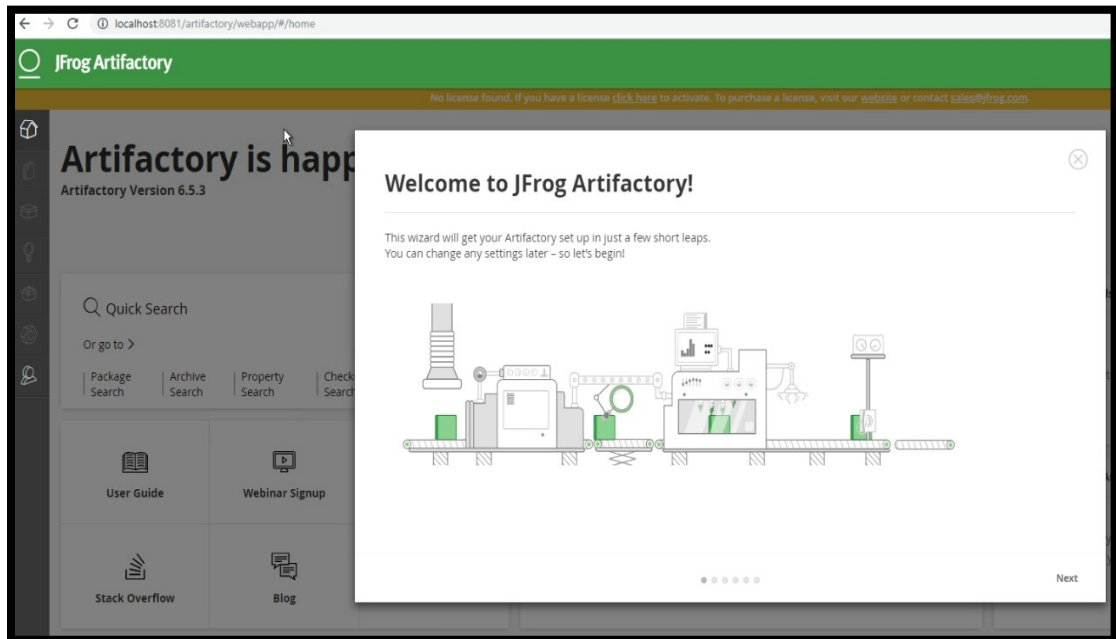 localhost:8081/artifactory/webapp/#/home
JFrog Artifactory
No license found. If you have a license click here to activate. To purchase a license, visit our website or contact sales@jfrog.com.
Artifactory is happ
Artifactory Version 6.5.3
Welcome to JFrog Artifactory!
This wizard will get your Artifactory set up in just a few short leaps.
You can change any settings later – so let's begin!
Quick Search
Or go to >
Package Search
Archive Search
Property Search
Check Search
User Guide
Webinar Signup
Stack Overflow
Blog
Next